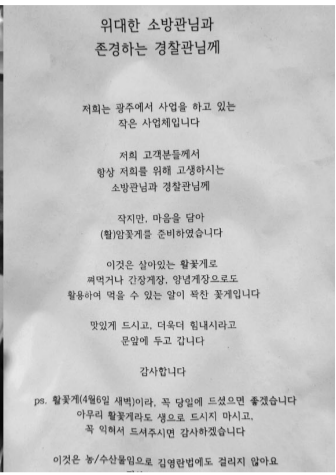 위대한 소방관님과
존경하는 경찰관님께
저희는 광주에서 사업을 하고 있는
작은 사업체입니다
저희 고객분들께서
항상 저희를 위해 고생하시는
소방관님과 경찰관님께
작지만, 마음을 담아
(활)암꽃게를 준비하였습니다
이것은 살아있는 활꽃게로
쪄먹거나 간장게장, 양념게장으로도
활용하여 먹을 수 있는 알이 꽉찬 꽃게입니다
맛있게 드시고, 더욱더 힘내시라고
문앞에 두고 갑니다
감사합니다
ps. 활꽃게(4월6일 새벽)이라, 꼭 당일에 드셨으면 좋겠습니다
아무리 활꽃게라도 생으로 드시지 마시고,
꼭 익혀서 드셔주시면 감사하겠습니다
이것은 농/수산물임으로 김영란법에도 걸리지 않아요